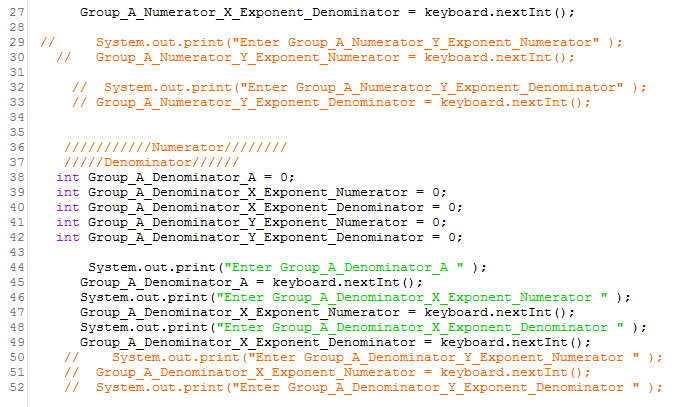 27 Group_A_Numerator_X_Exponent_Denominator = keyboard.nextInt();
28
29 // System.out.print("Enter Group_A_Numerator_Y_Exponent_Numerator" );
30 // Group_A_Numerator_Y_Exponent_Numerator = keyboard.nextInt();
31
32 // System.out.print("Enter Group_A_Numerator_Y_Exponent_Denominator" );
33 // Group_A_Numerator_Y_Exponent_Denominator = keyboard.nextInt();
34
35
36 ///////////Numerator////////
37 /////Denominator//////
38 int Group_A_Denominator_A = 0;
39 int Group_A_Denominator_X_Exponent_Numerator = 0;
40 int Group_A_Denominator_X_Exponent_Denominator = 0;
41 int Group_A_Denominator_Y_Exponent_Numerator = 0;
42 int Group_A_Denominator_Y_Exponent_Denominator = 0;
43
44 System.out.print("Enter Group_A_Denominator_A " );
45 Group_A_Denominator_A = keyboard.nextInt();
46 System.out.print("Enter Group_A_Denominator_X_Exponent_Numerator " );
47 Group_A_Denominator_X_Exponent_Numerator = keyboard.nextInt();
48 System.out.print("Enter Group_A_Denominator_X_Exponent_Denominator " );
49 Group_A_Denominator_X_Exponent_Denominator = keyboard.nextInt();
50 // System.out.print("Enter Group_A_Denominator_Y_Exponent_Numerator " );
51 // Group_A_Denominator_X_Exponent_Numerator = keyboard.nextInt();
52 // System.out.print("Enter Group_A_Denominator_Y_Exponent_Denominator " );